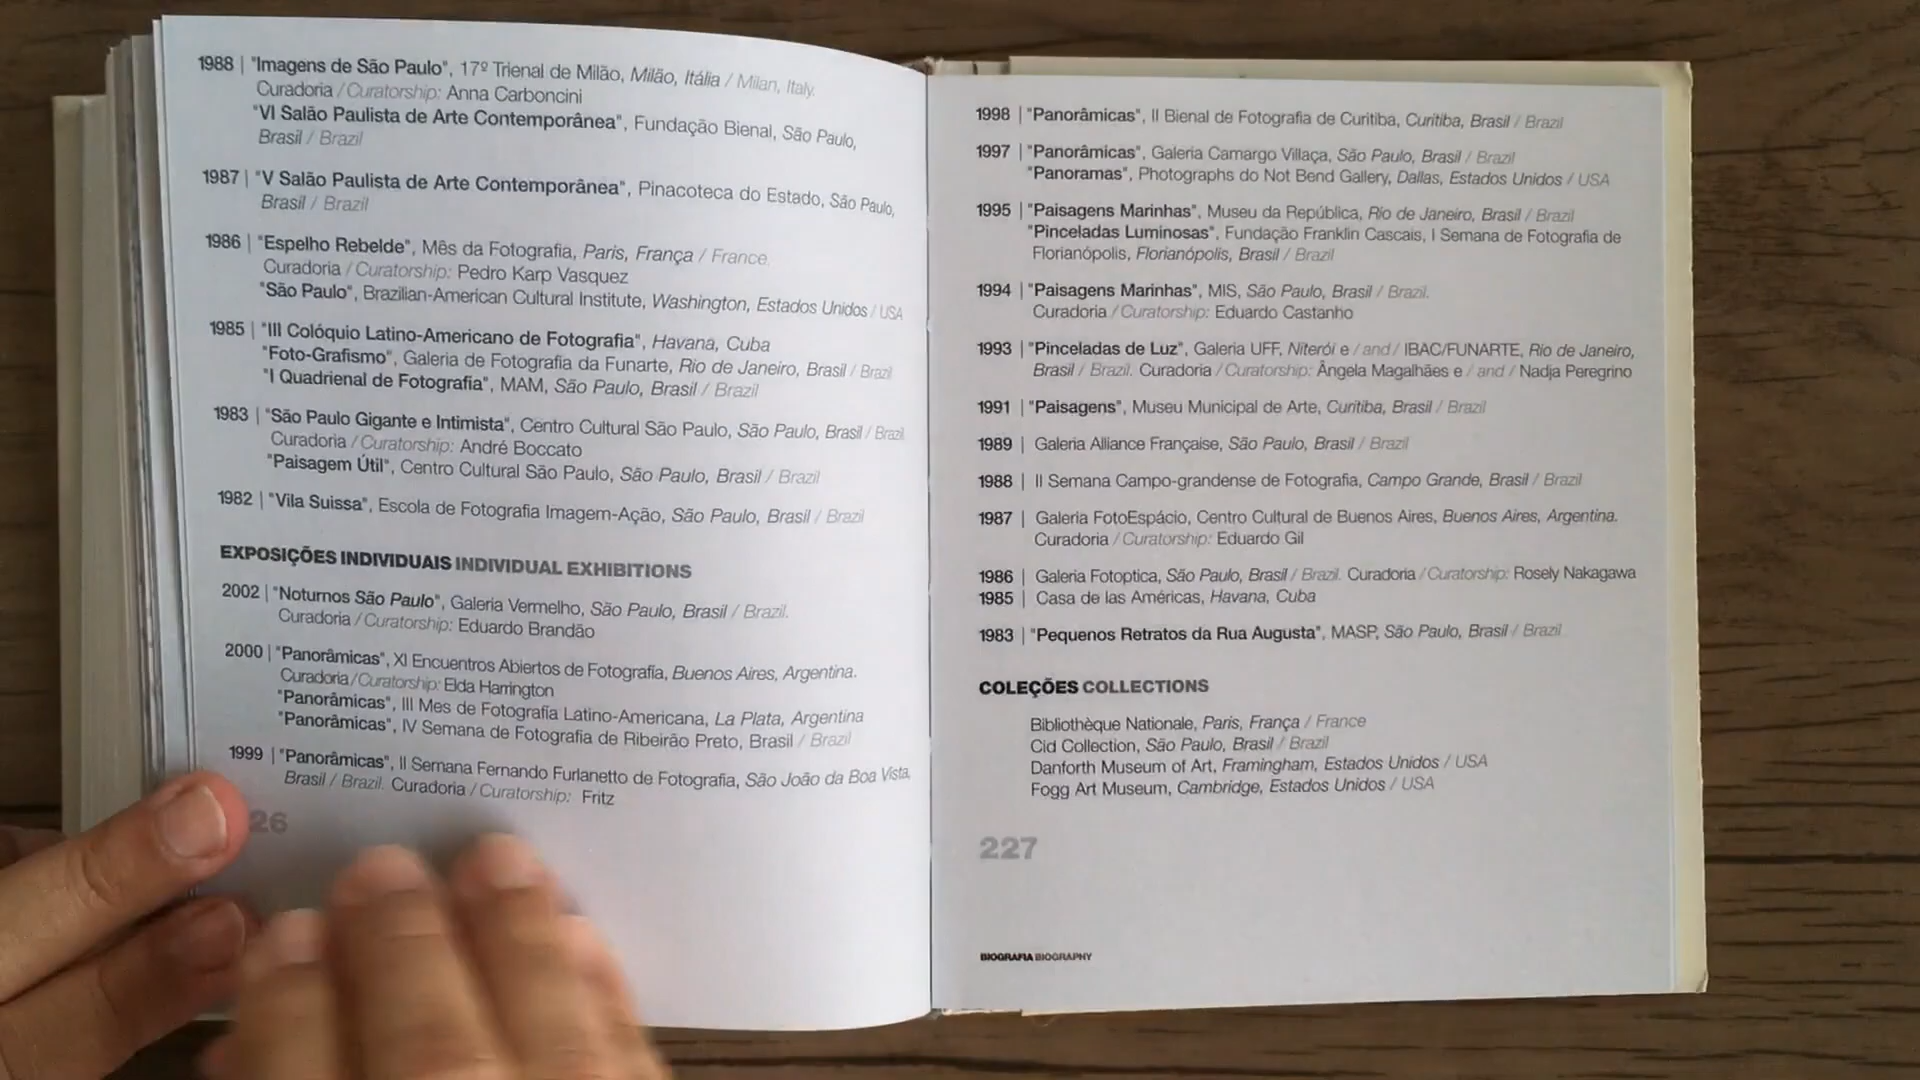 1988 | "Imagens de São Paulo", 17º Trienal de Milão, Milão, Itália / Milan, Italy.
Curadoria / Curatorship: Anna Carboncini
"VI Salão Paulista de Arte Contemporânea", Fundação Bienal, São Paulo,
Brasil / Brazil
1987 | "V Salão Paulista de Arte Contemporânea", Pinacoteca do Estado, São Paulo,
Brasil / Brazil
1986 | "Espelho Rebelde", Mês da Fotografia, Paris, França / France.
Curadoria / Curatorship: Pedro Karp Vasquez
"São Paulo", Brazilian-American Cultural Institute, Washington, Estados Unidos / USA
1985 | "III Colóquio Latino-Americano de Fotografia", Havana, Cuba
"Foto-Grafismo", Galeria de Fotografia da Funarte, Rio de Janeiro, Brasil / Brazil
"I Quadrienal de Fotografia", MAM, São Paulo, Brasil / Brazil
1983 | "São Paulo Gigante e Intimista", Centro Cultural São Paulo, São Paulo, Brasil / Brazil
Curadoria / Curatorship: André Boccato
"Paisagem Útil", Centro Cultural São Paulo, São Paulo, Brasil / Brazil
1982 | "Vila Suissa", Escola de Fotografia Imagem-Ação, São Paulo, Brasil / Brazil
EXPOSIÇÕES INDIVIDUAIS INDIVIDUAL EXHIBITIONS
2002 | "Noturnos São Paulo", Galeria Vermelho, São Paulo, Brasil / Brazil.
Curadoria / Curatorship: Eduardo Brandão
2000 | "Panorâmicas", XI Encuentros Abiertos de Fotografía, Buenos Aires, Argentina.
Curadoria / Curatorship: Elda Harrington
"Panorâmicas", III Mes de Fotografía Latino-Americana, La Plata, Argentina
"Panorâmicas", IV Semana de Fotografia de Ribeirão Preto, Brasil / Brazil
1999 | "Panorâmicas", II Semana Fernando Furlanetto de Fotografia, São João da Boa Vista,
Brasil / Brazil. Curadoria / Curatorship: Fritz
26
1998 | "Panorâmicas", II Bienal de Fotografia de Curitiba, Curitiba, Brasil / Brazil
1997 | "Panorâmicas", Galeria Camargo Villaça, São Paulo, Brasil / Brazil
"Panoramas", Photographs do Not Bend Gallery, Dallas, Estados Unidos / USA
1995 | "Paisagens Marinhas", Museu da República, Rio de Janeiro, Brasil / Brazil
"Pinceladas Luminosas", Fundação Franklin Cascais, I Semana de Fotografia de
Florianópolis, Florianópolis, Brasil / Brazil
1994 | "Paisagens Marinhas", MIS, São Paulo, Brasil / Brazil.
Curadoria / Curatorship: Eduardo Castanho
1993 | "Pinceladas de Luz", Galeria UFF, Niterói e / and / IBAC/FUNARTE, Rio de Janeiro,
Brasil / Brazil. Curadoria / Curatorship: Ângela Magalhães e / and / Nadja Peregrino
1991 | "Paisagens", Museu Municipal de Arte, Curitiba, Brasil / Brazil
1989 | Galeria Alliance Française, São Paulo, Brasil / Brazil
1988 | II Semana Campo-grandense de Fotografia, Campo Grande, Brasil / Brazil
1987 | Galeria FotoEspácio, Centro Cultural de Buenos Aires, Buenos Aires, Argentina.
Curadoria / Curatorship: Eduardo Gil
1986 | Galeria Fotoptica, São Paulo, Brasil / Brazil. Curadoria / Curatorship: Rosely Nakagawa
1985 | Casa de las Américas, Havana, Cuba
1983 | "Pequenos Retratos da Rua Augusta", MASP, São Paulo, Brasil / Brazil
COLEÇÕES COLLECTIONS
Bibliothèque Nationale, Paris, França / France
Cid Collection, São Paulo, Brasil / Brazil
Danforth Museum of Art, Framingham, Estados Unidos / USA
Fogg Art Museum, Cambridge, Estados Unidos / USA
227
BIOGRAFIA BIOGRAPHY